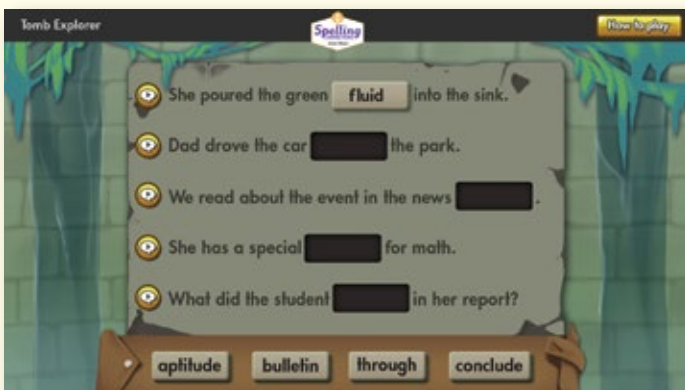 Tomb Explorer
Spelling
How to play
She poured the green fluid into the sink.
Dad drove the car the park.
We read about the event in the news .
She has a special for math.
What did the student in her report?
aptitude bulletin through conclude